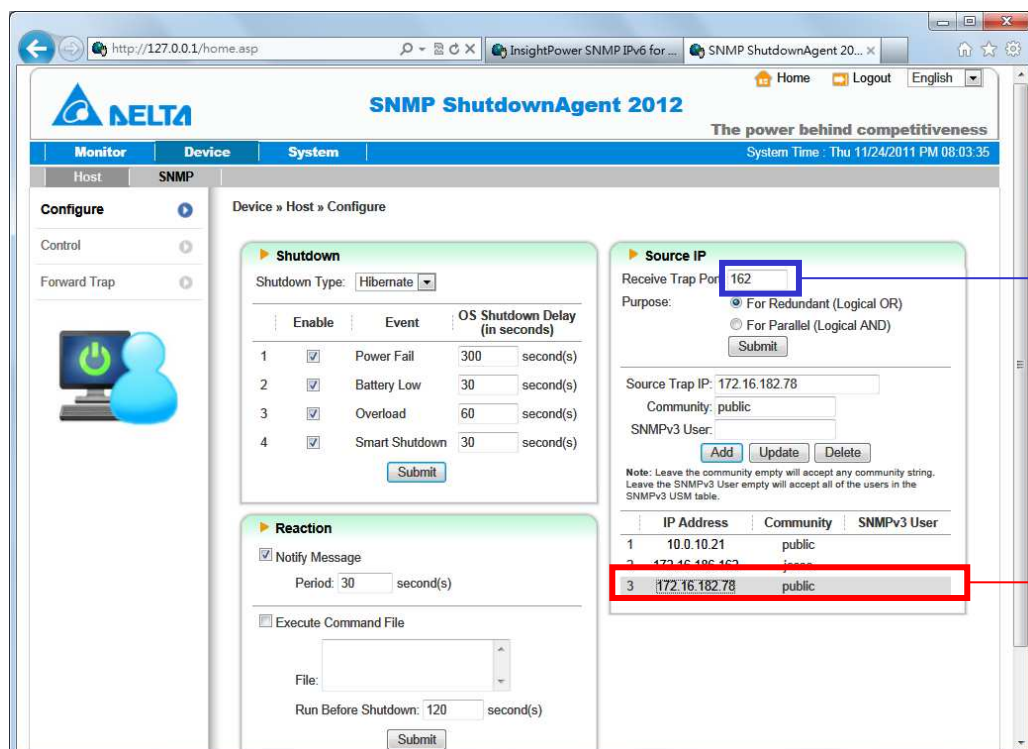 http://127.0.0.1/home.asp
InsightPower SNMP IPv6 for ...
SNMP ShutdownAgent 20...
Home Logout English
DELTA
SNMP ShutdownAgent 2012
The power behind competitiveness
Monitor Device System
System Time : Thu 11/24/2011 PM 08:03:35
Host SNMP
Configure
Control
Forward Trap
Device » Host » Configure
Shutdown
Shutdown Type: Hibernate
Enable Event OS Shutdown Delay
(in seconds)
1 Power Fail 300 second(s)
2 Battery Low 30 second(s)
3 Overload 60 second(s)
4 Smart Shutdown 30 second(s)
Submit
Reaction
Notify Message
Period: 30 second(s)
Execute Command File
File:
Run Before Shutdown: 120 second(s)
Submit
Source IP
Receive Trap Por 162
Purpose: For Redundant (Logical OR)
For Parallel (Logical AND)
Submit
Source Trap IP: 172.16.182.78
Community: public
SNMPv3 User:
Add Update Delete
Note: Leave the community empty will accept any community string.
Leave the SNMPv3 User empty will accept all of the users in the
SNMPv3 USM table.
IP Address Community SNMPv3 User
1 10.0.10.21 public
3 172.16.182.78 public